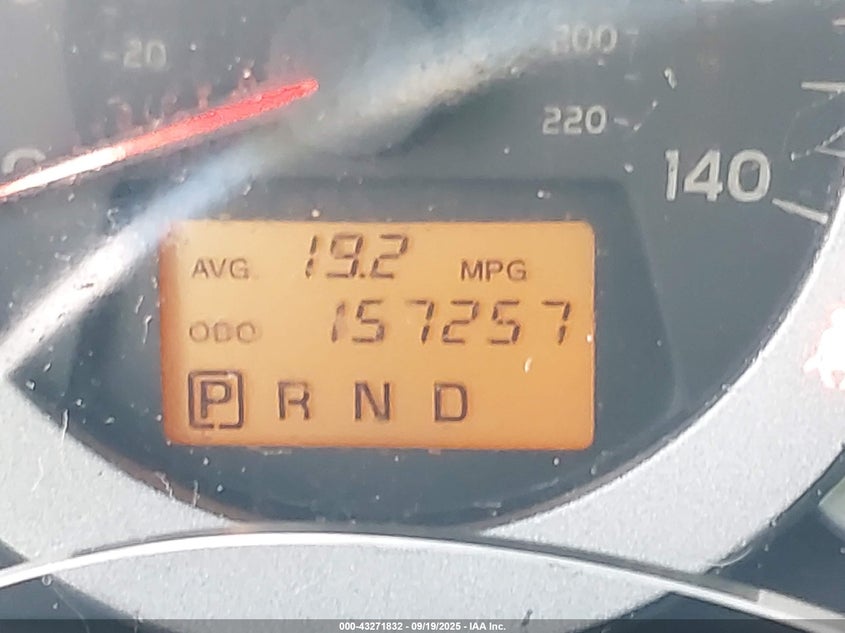 20
200
220
140
AVG. 19.2 MPG
ODO 157257
P R N D
000-43271832 - 09/19/2025 - IAA Inc.